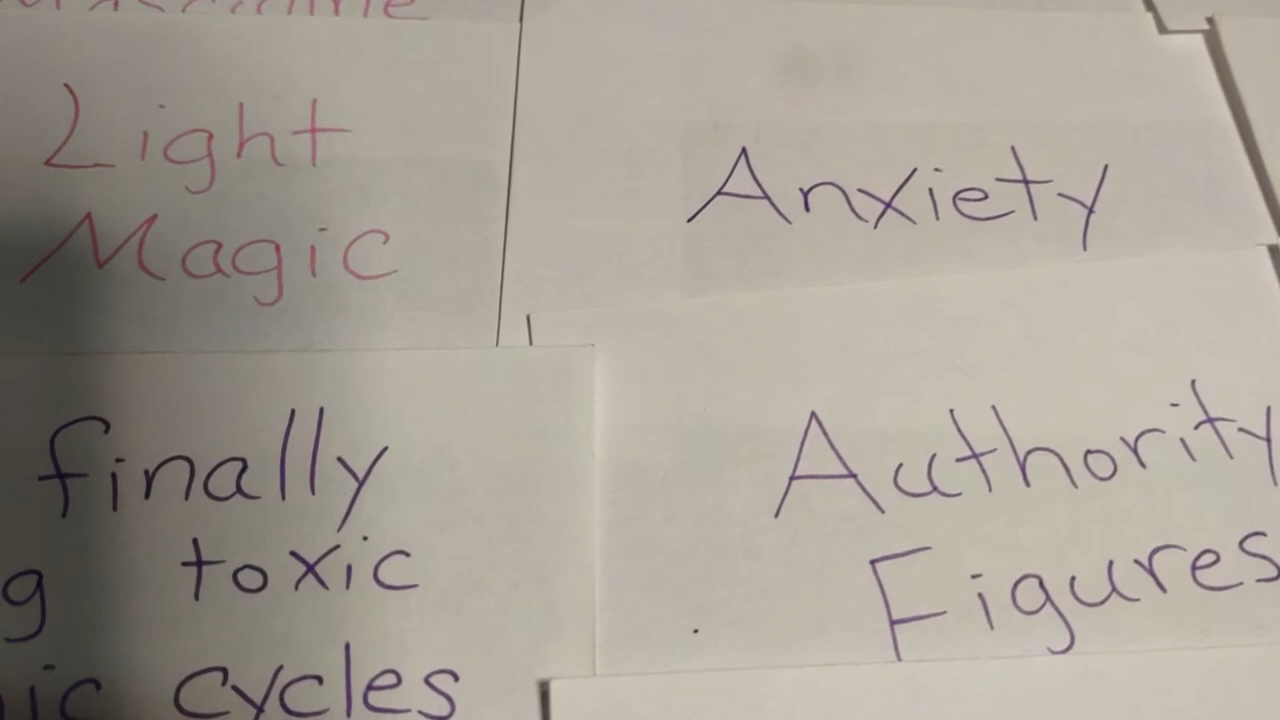 Light
Magic
Anxiety
finally
toxic
cycles
Authority
Figures